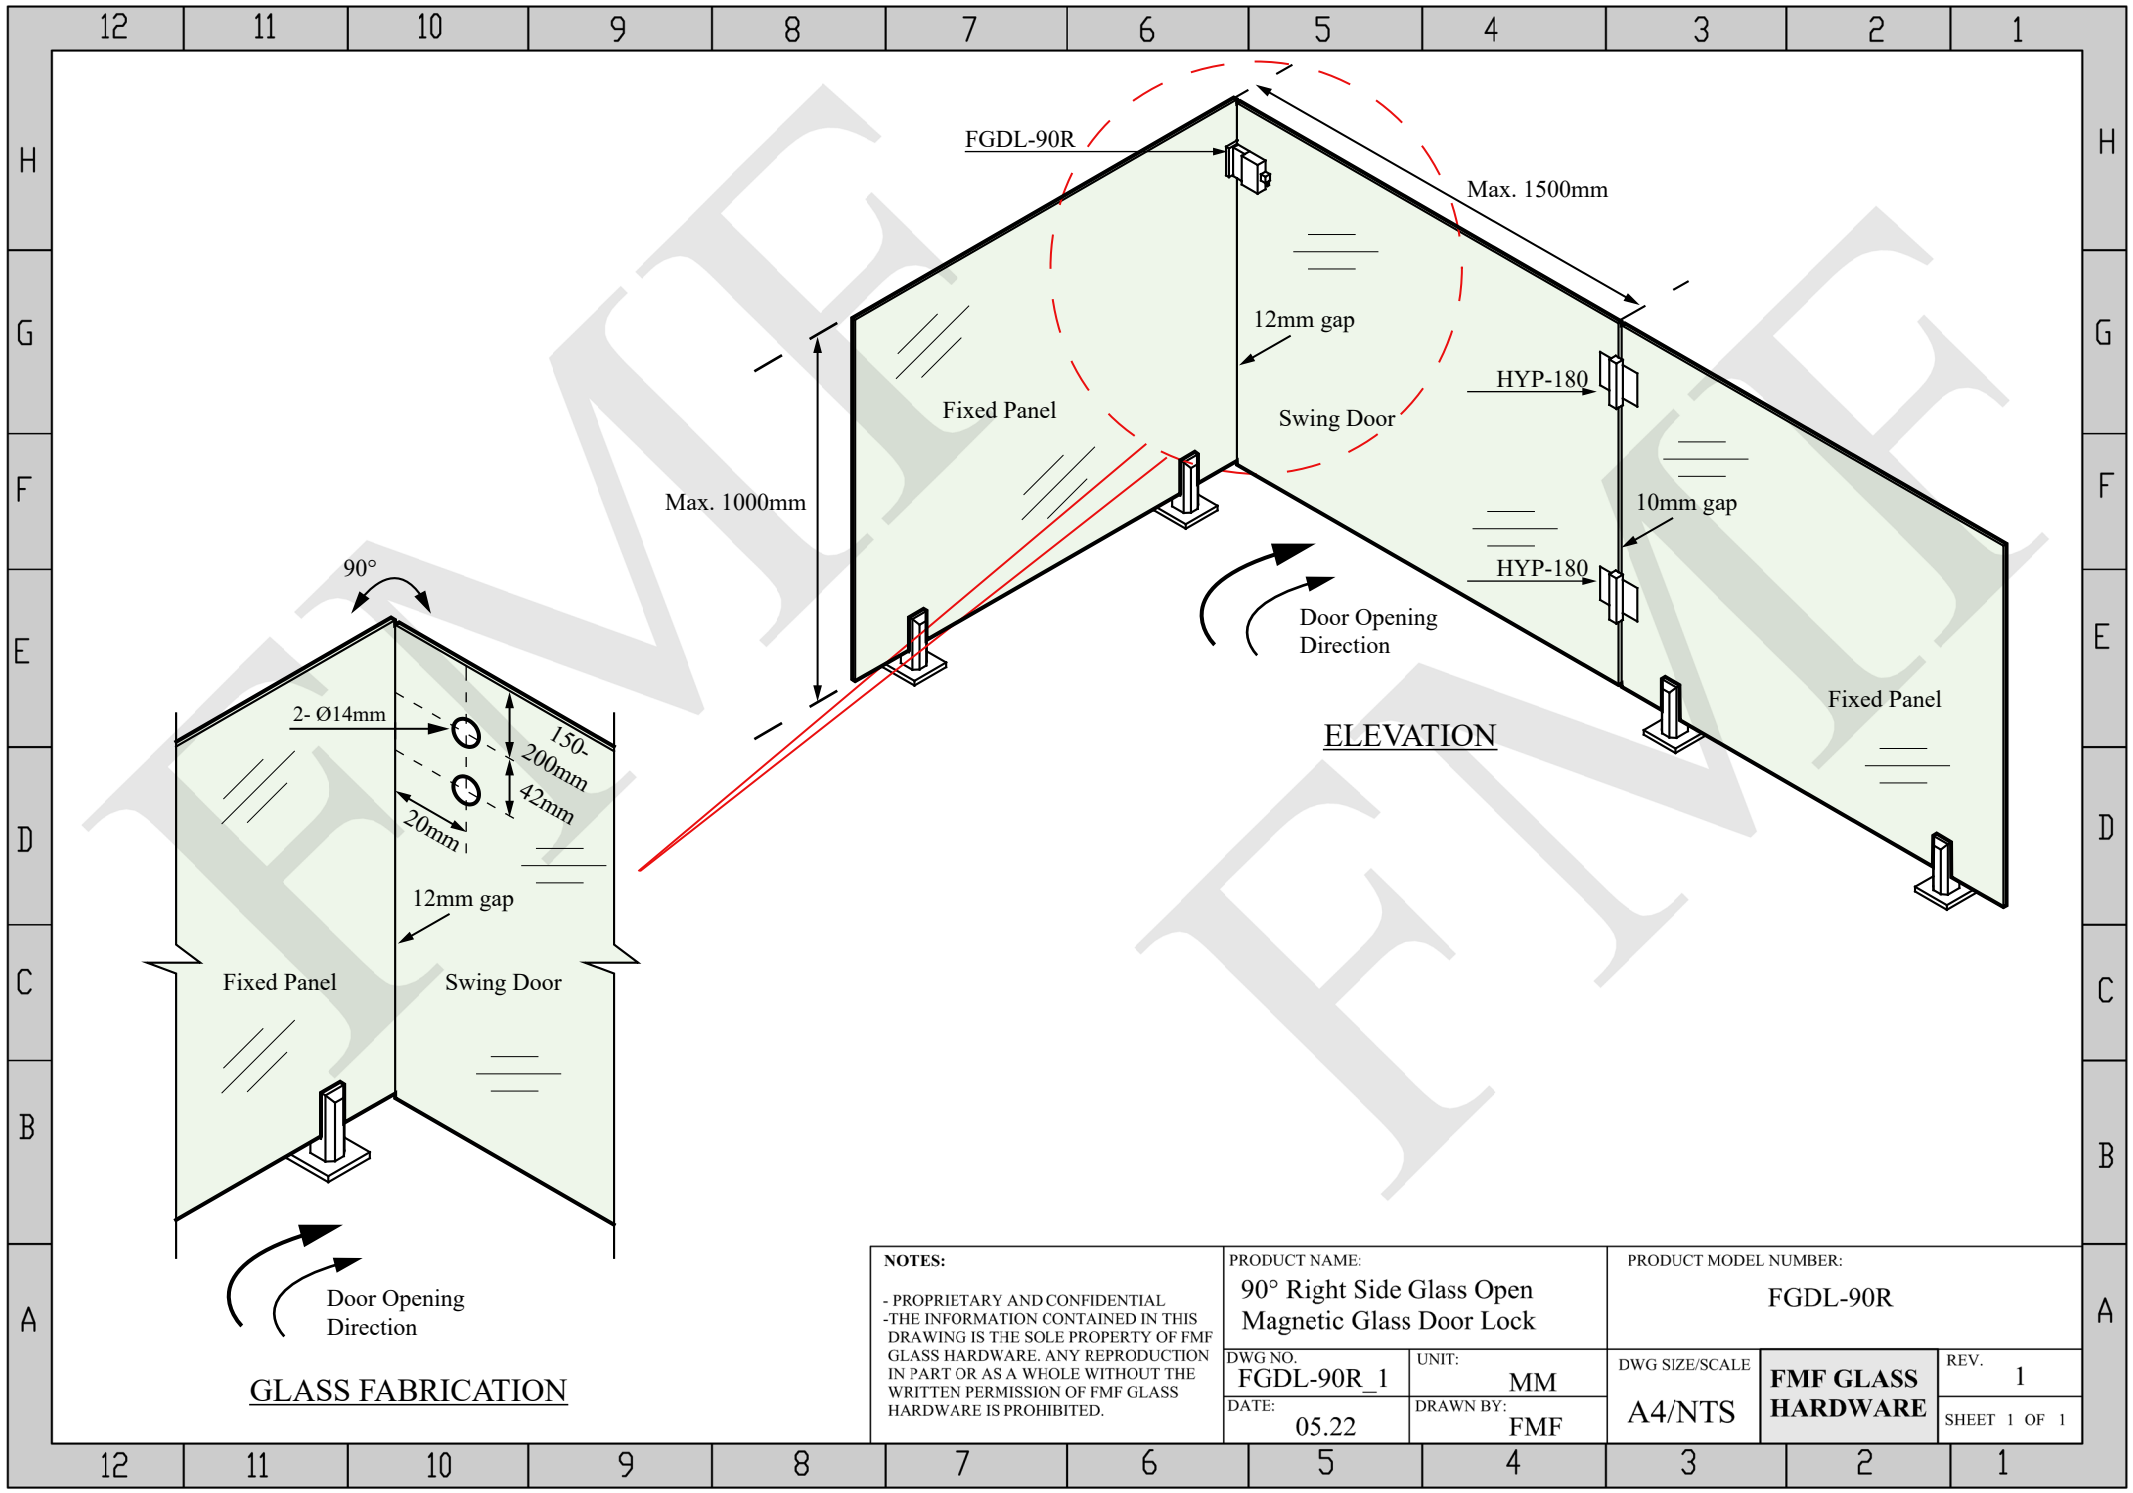 12 11 10 9 8 7 6 5 4 3 2 1
H H
G G
F F
E E
D D
C C
B B
A A
FMF
FMF
FGDL-90R
Max. 1500mm
12mm gap
HYP-180
Fixed Panel
Swing Door
Max. 1000mm
10mm gap
HYP-180
Door Opening
Direction
Fixed Panel
ELEVATION
90°
2- Ø14mm
150-
200mm
42mm
20mm
12mm gap
Fixed Panel
Swing Door
Door Opening
Direction
GLASS FABRICATION
NOTES:
- PROPRIETARY AND CONFIDENTIAL
-THE INFORMATION CONTAINED IN THIS
DRAWING IS THE SOLE PROPERTY OF FMF
GLASS HARDWARE. ANY REPRODUCTION
IN PART OR AS A WHOLE WITHOUT THE
WRITTEN PERMISSION OF FMF GLASS
HARDWARE IS PROHIBITED.
PRODUCT NAME:
90° Right Side Glass Open
Magnetic Glass Door Lock
PRODUCT MODEL NUMBER:
FGDL-90R
DWG NO.
FGDL-90R_1
UNIT:
MM
DATE:
05.22
DRAWN BY:
FMF
DWG SIZE/SCALE
A4/NTS
FMF GLASS
HARDWARE
REV.
1
SHEET 1 OF 1
12 11 10 9 8 7 6 5 4 3 2 1